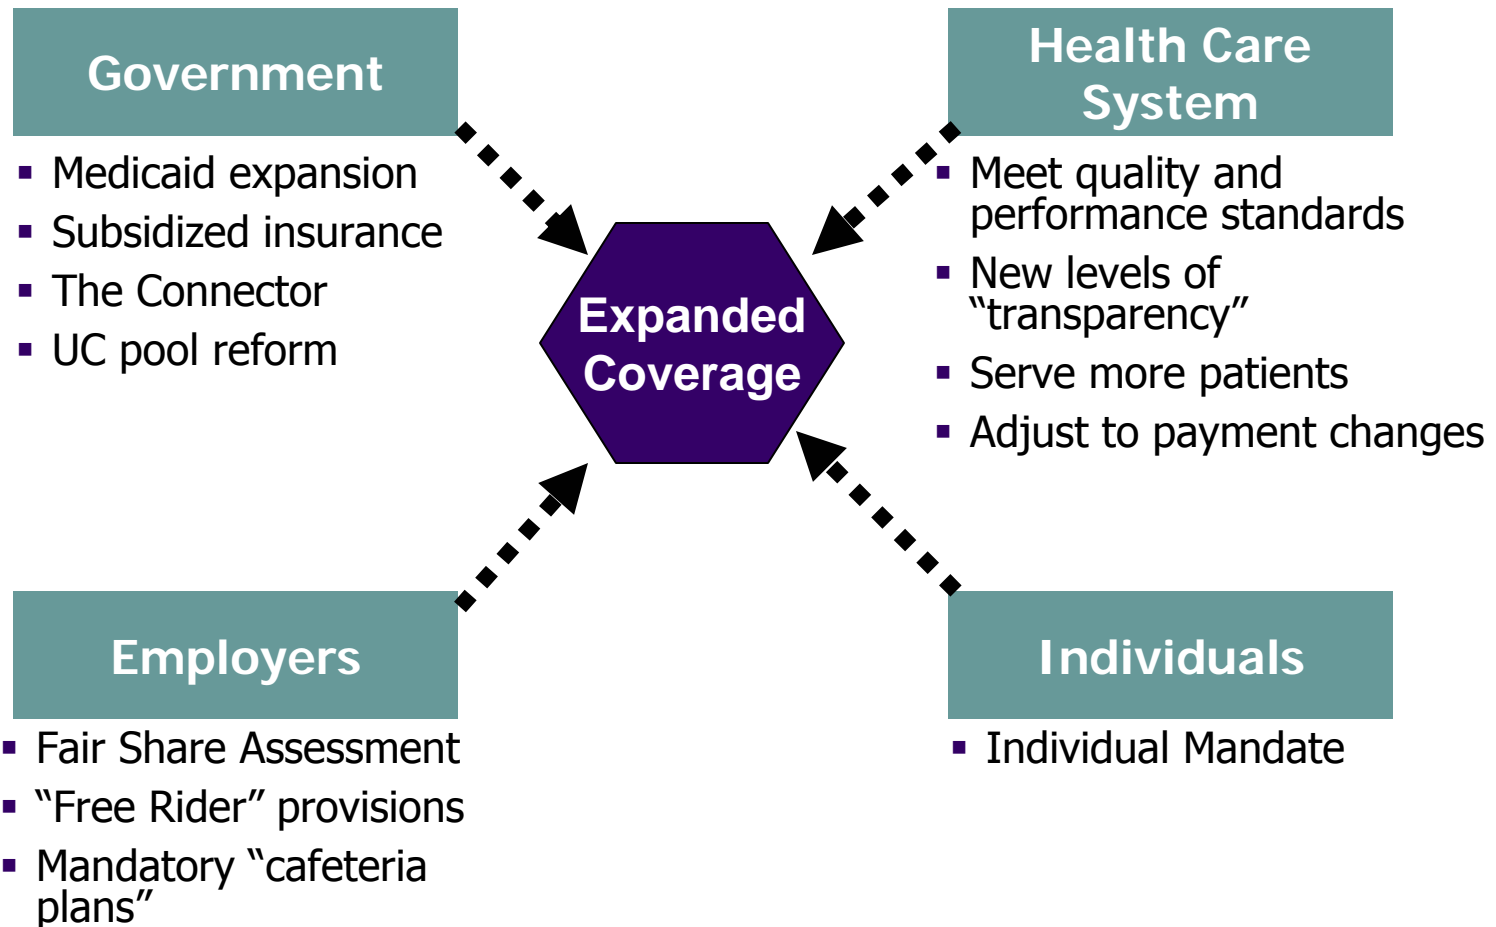 Government
▪ Medicaid expansion
▪ Subsidized insurance
▪ The Connector
▪ UC pool reform
Health Care
System
▪ Meet quality and
performance standards
▪ New levels of
“transparency”
▪ Serve more patients
▪ Adjust to payment changes
Expanded
Coverage
Employers
▪ Fair Share Assessment
▪ “Free Rider” provisions
▪ Mandatory “cafeteria
plans”
Individuals
▪ Individual Mandate